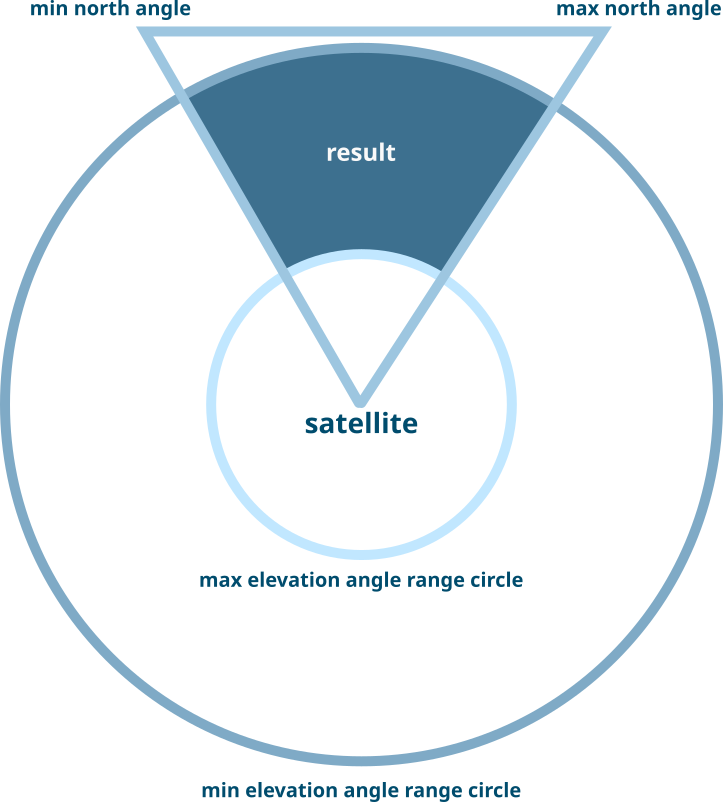 min north angle
max north angle
result
satellite
max elevation angle range circle
min elevation angle range circle